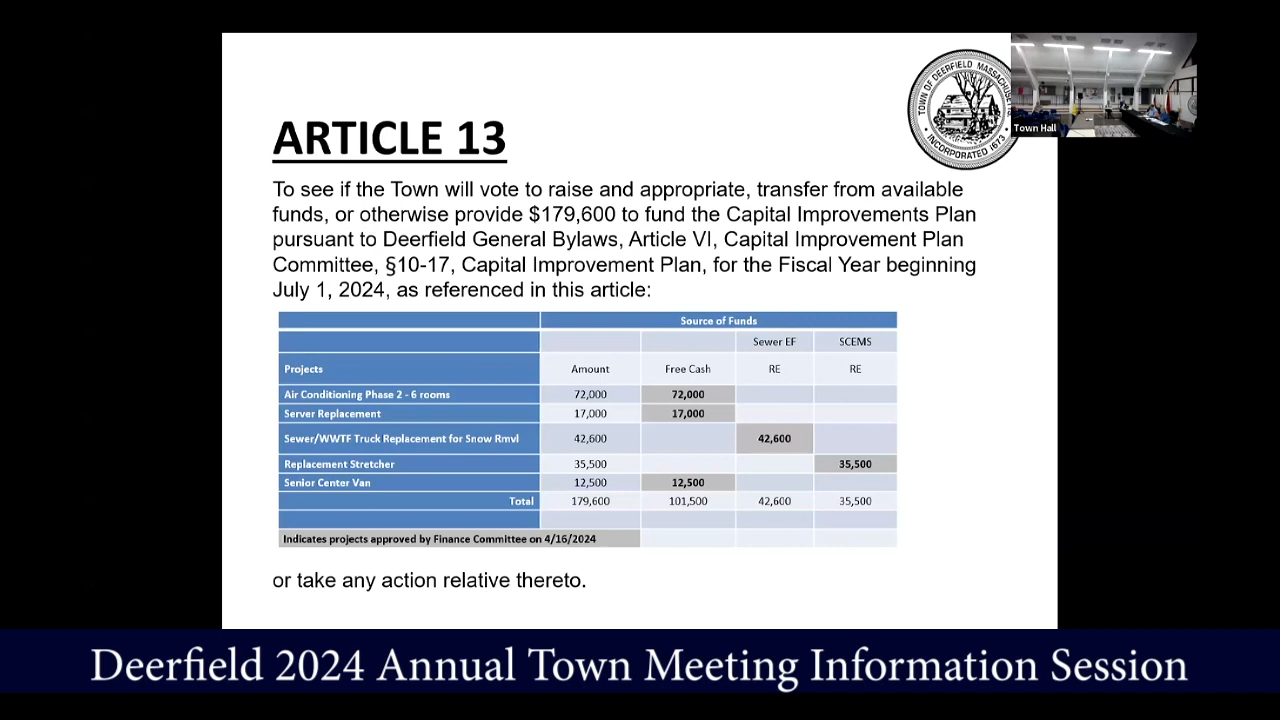 TOWN OF DEERFIELD MASSACHUSE
INCORPORATED 1673
Town Hall
ARTICLE 13
To see if the Town will vote to raise and appropriate, transfer from available
funds, or otherwise provide $179,600 to fund the Capital Improvements Plan
pursuant to Deerfield General Bylaws, Article VI, Capital Improvement Plan
Committee, §10-17, Capital Improvement Plan, for the Fiscal Year beginning
July 1, 2024, as referenced in this article:
Source of Funds
Sewer EF SCEMS
Projects Amount Free Cash RE RE
Air Conditioning Phase 2 - 6 rooms 72,000 72,000
Server Replacement 17,000 17,000
Sewer/WWTF Truck Replacement for Snow Rmvl 42,600 42,600
Replacement Stretcher 35,500 35,500
Senior Center Van 12,500 12,500
Total 179,600 101,500 42,600 35,500
Indicates projects approved by Finance Committee on 4/16/2024
or take any action relative thereto.
Deerfield 2024 Annual Town Meeting Information Session